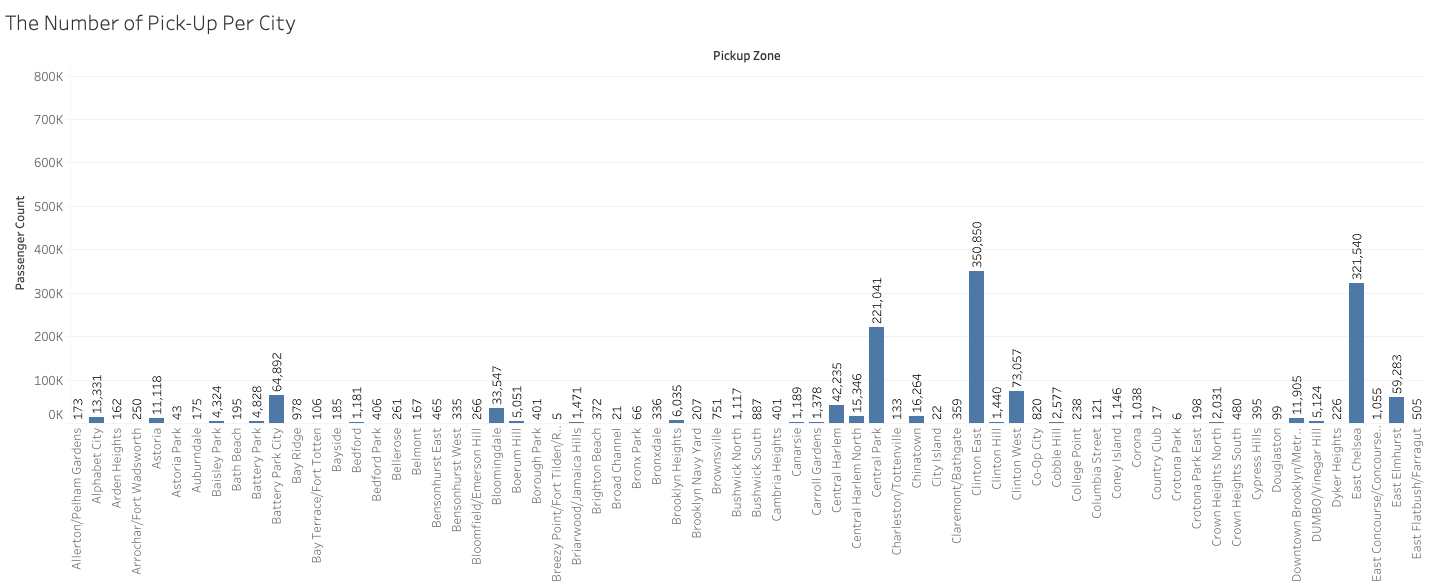 The Number of Pick-Up Per City
Pickup Zone
Passenger Count
800K
700K
600K
500K
400K
300K
200K
100K
0K
173
13,331
162
250
11,118
43
175
4,324
195
4,828
64,892
978
106
185
1,181
406
261
167
465
335
266
33,547
5,051
401
5
1,471
372
21
66
336
6,035
207
751
1,117
887
401
1,189
1,378
42,235
15,346
221,041
133
16,264
22
359
350,850
1,440
73,057
820
2,577
238
121
1,146
1,038
17
6
198
2,031
480
395
99
11,905
5,124
226
321,540
1,055
59,283
505
Allerton/Pelham Gardens
Alphabet City
Arden Heights
Arrochar/Fort Wadsworth
Astoria
Astoria Park
Auburndale
Baisley Park
Bath Beach
Battery Park
Battery Park City
Bay Ridge
Bay Terrace/Fort Totten
Bayside
Bedford
Bedford Park
Bellerose
Belmont
Bensonhurst East
Bensonhurst West
Bloomfield/Emerson Hill
Bloomingdale
Boerum Hill
Borough Park
Breezy Point/Fort Tilden/R..
Briarwood/Jamaica Hills
Brighton Beach
Broad Channel
Bronx Park
Bronxdale
Brooklyn Heights
Brooklyn Navy Yard
Brownsville
Bushwick North
Bushwick South
Cambria Heights
Canarsie
Carroll Gardens
Central Harlem
Central Harlem North
Central Park
Charleston/Tottenville
Chinatown
City Island
Claremont/Bathgate
Clinton East
Clinton Hill
Clinton West
Co-Op City
Cobble Hill
College Point
Columbia Street
Coney Island
Corona
Country Club
Crotona Park
Crotona Park East
Crown Heights North
Crown Heights South
Cypress Hills
Douglaston
Downtown Brooklyn/Metr..
DUMBO/Vinegar Hill
Dyker Heights
East Chelsea
East Concourse/Concourse..
East Elmhurst
East Flatbush/Farragut